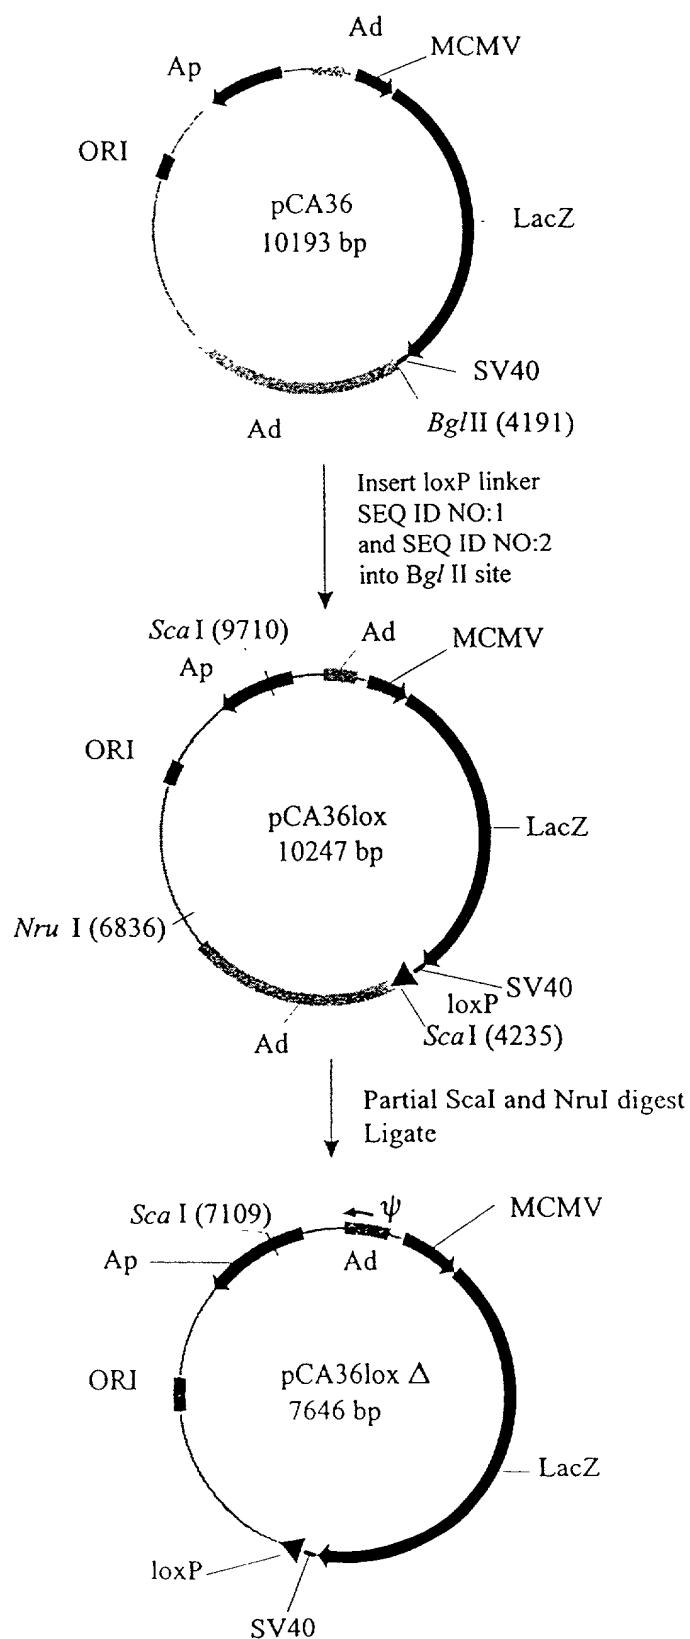 Ad
MCMV
Ap
ORI
pCA36
10193 bp
LacZ
SV40
BglII (4191)
Ad
Insert loxP linker
SEQ ID NO:1
and SEQ ID NO:2
into Bgl II site
ScaI (9710)
Ad
MCMV
Ap
ORI
pCA36lox
10247 bp
LacZ
Nru I (6836)
SV40
loxP
ScaI (4235)
Ad
Partial ScaI and NruI digest
Ligate
ψ
MCMV
Sca I (7109)
Ap
Ad
ORI
pCA36lox Δ
7646 bp
LacZ
loxP
SV40